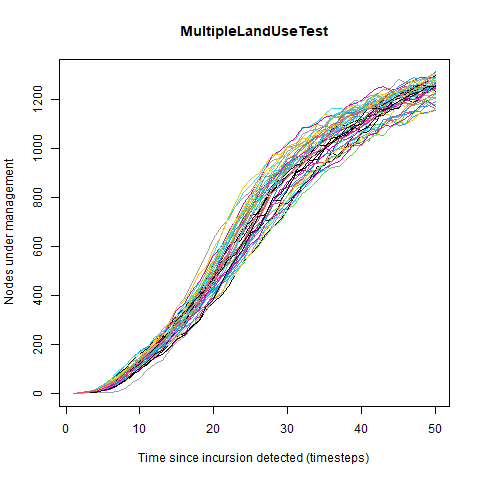 MultipleLandUseTest
Nodes under management
1200
1000
800
600
400
200
0
0 10 20 30 40 50
Time since incursion detected (timesteps)